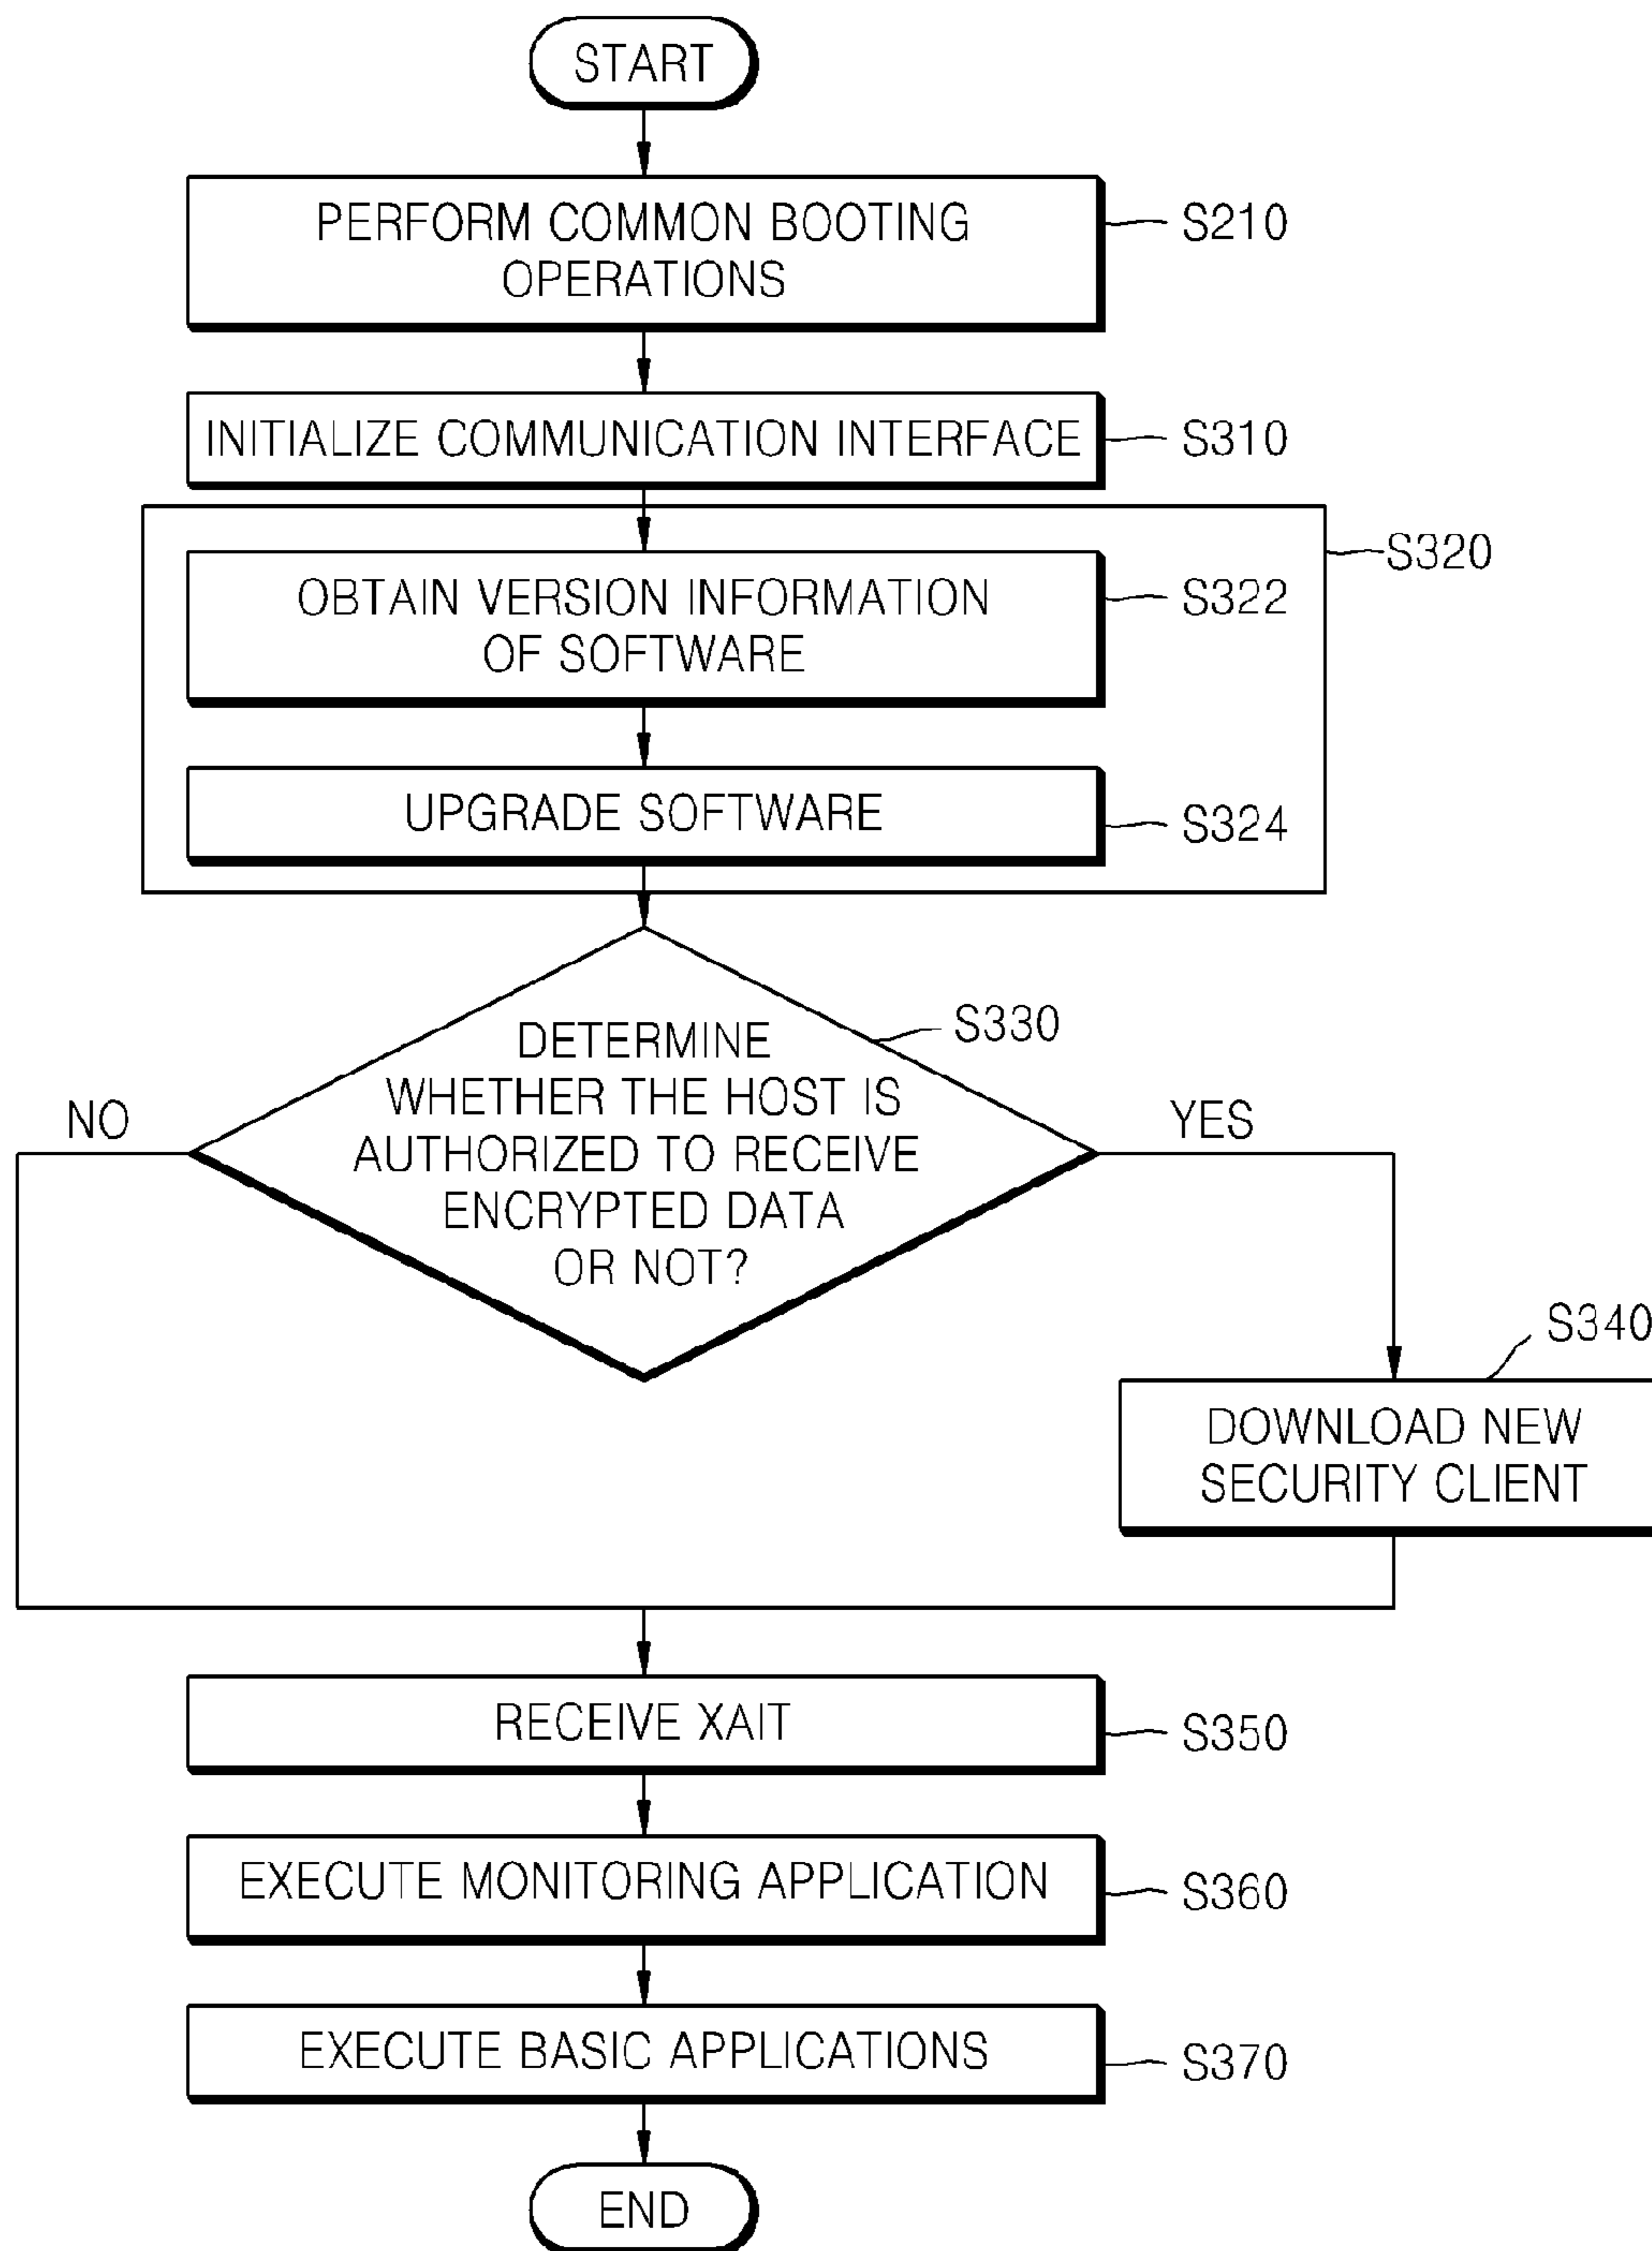 START
PERFORM COMMON BOOTING
OPERATIONS
S210
INITIALIZE COMMUNICATION INTERFACE
S310
S320
OBTAIN VERSION INFORMATION
OF SOFTWARE
S322
UPGRADE SOFTWARE
S324
S330
DETERMINE
WHETHER THE HOST IS
AUTHORIZED TO RECEIVE
ENCRYPTED DATA
OR NOT?
NO
YES
S340
DOWNLOAD NEW
SECURITY CLIENT
RECEIVE XAIT
S350
EXECUTE MONITORING APPLICATION
S360
EXECUTE BASIC APPLICATIONS
S370
END